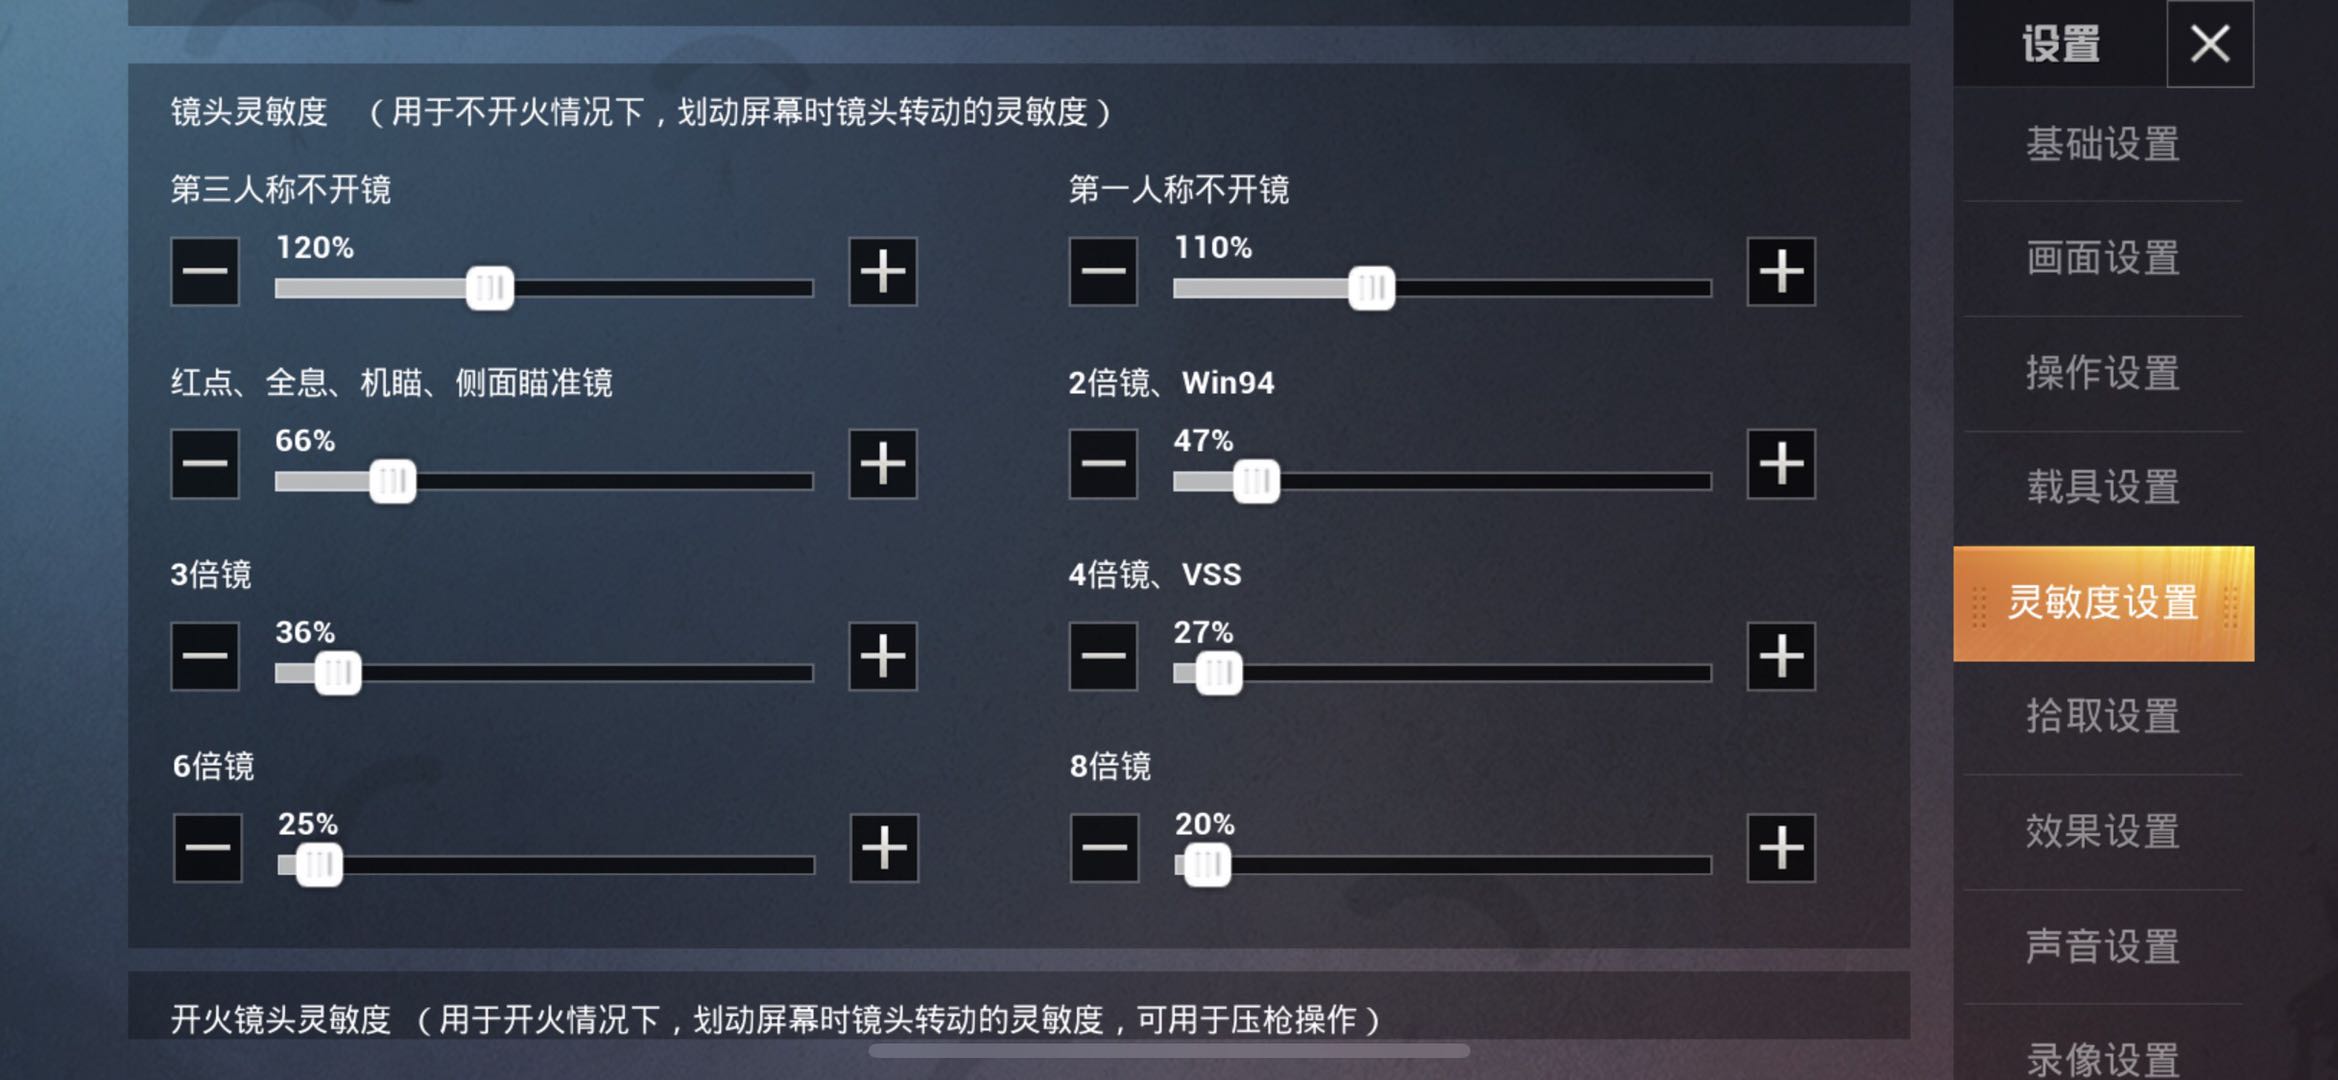 设置
镜头灵敏度 （用于不开火情况下，划动屏幕时镜头转动的灵敏度）
第三人称不开镜
120%
第一人称不开镜
110%
红点、全息、机瞄、侧面瞄准镜
66%
2倍镜、Win94
47%
3倍镜
36%
4倍镜、VSS
27%
6倍镜
25%
8倍镜
20%
开火镜头灵敏度 （用于开火情况下，划动屏幕时镜头转动的灵敏度，可用于压枪操作）
基础设置
画面设置
操作设置
载具设置
灵敏度设置
拾取设置
效果设置
声音设置
录像设置